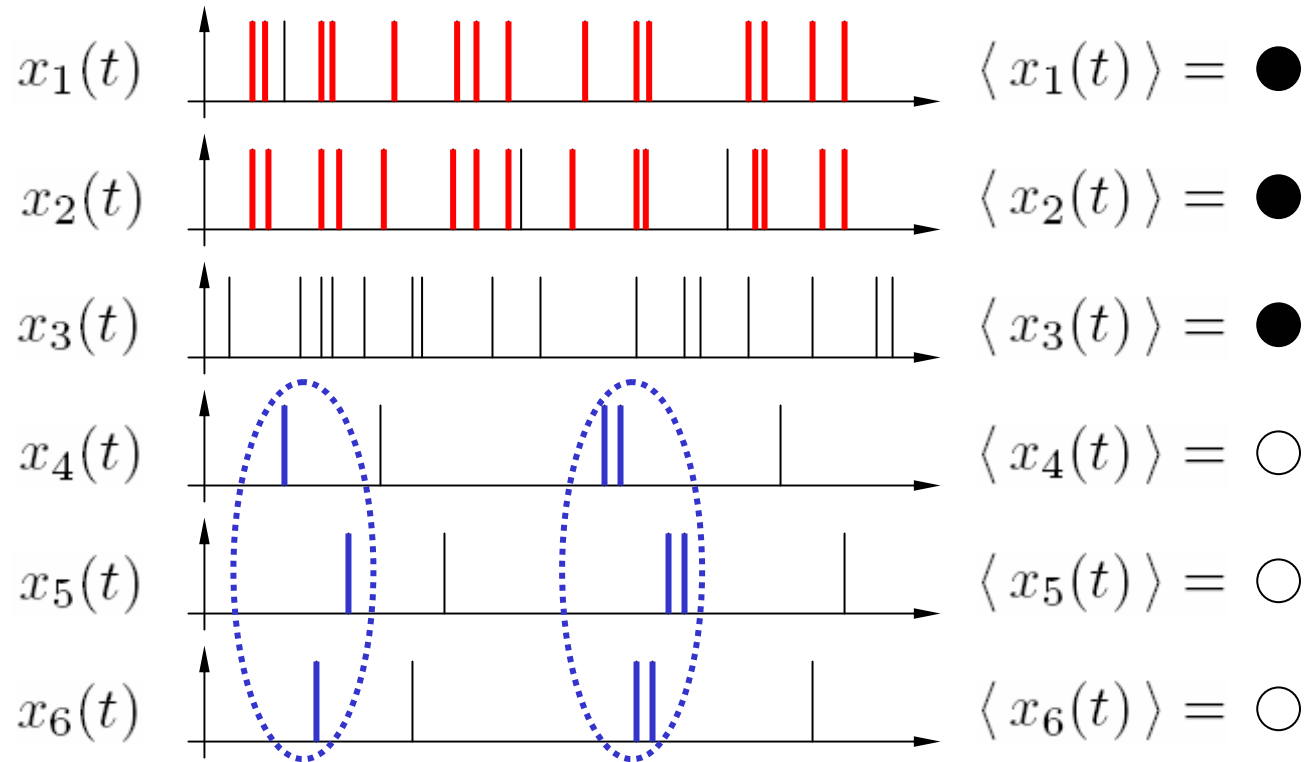 x₁(t) ⟨ x₁(t) ⟩ =
x₂(t) ⟨ x₂(t) ⟩ =
x₃(t) ⟨ x₃(t) ⟩ =
x₄(t) ⟨ x₄(t) ⟩ =
x₅(t) ⟨ x₅(t) ⟩ =
x₆(t) ⟨ x₆(t) ⟩ =